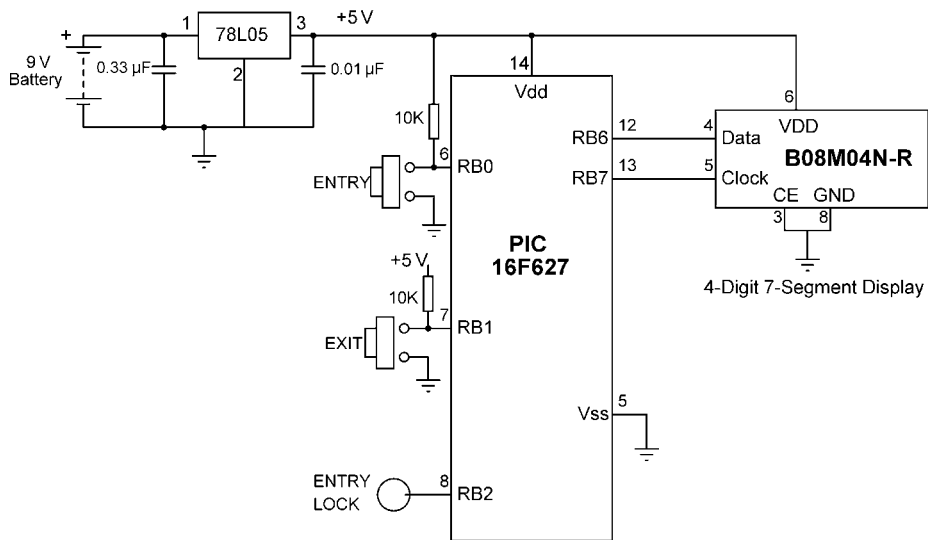 +5 V
1
78L05
3
+
9 V
Battery
0.33 µF
2
0.01 µF
14
Vdd
6
VDD
10K
RB6
12
4
Data
B08M04N-R
6
RB0
ENTRY
RB7
13
5
Clock
CE
GND
3
8
PIC
16F627
4-Digit 7-Segment Display
+5 V
10K
7
RB1
EXIT
Vss
5
ENTRY
LOCK
8
RB2